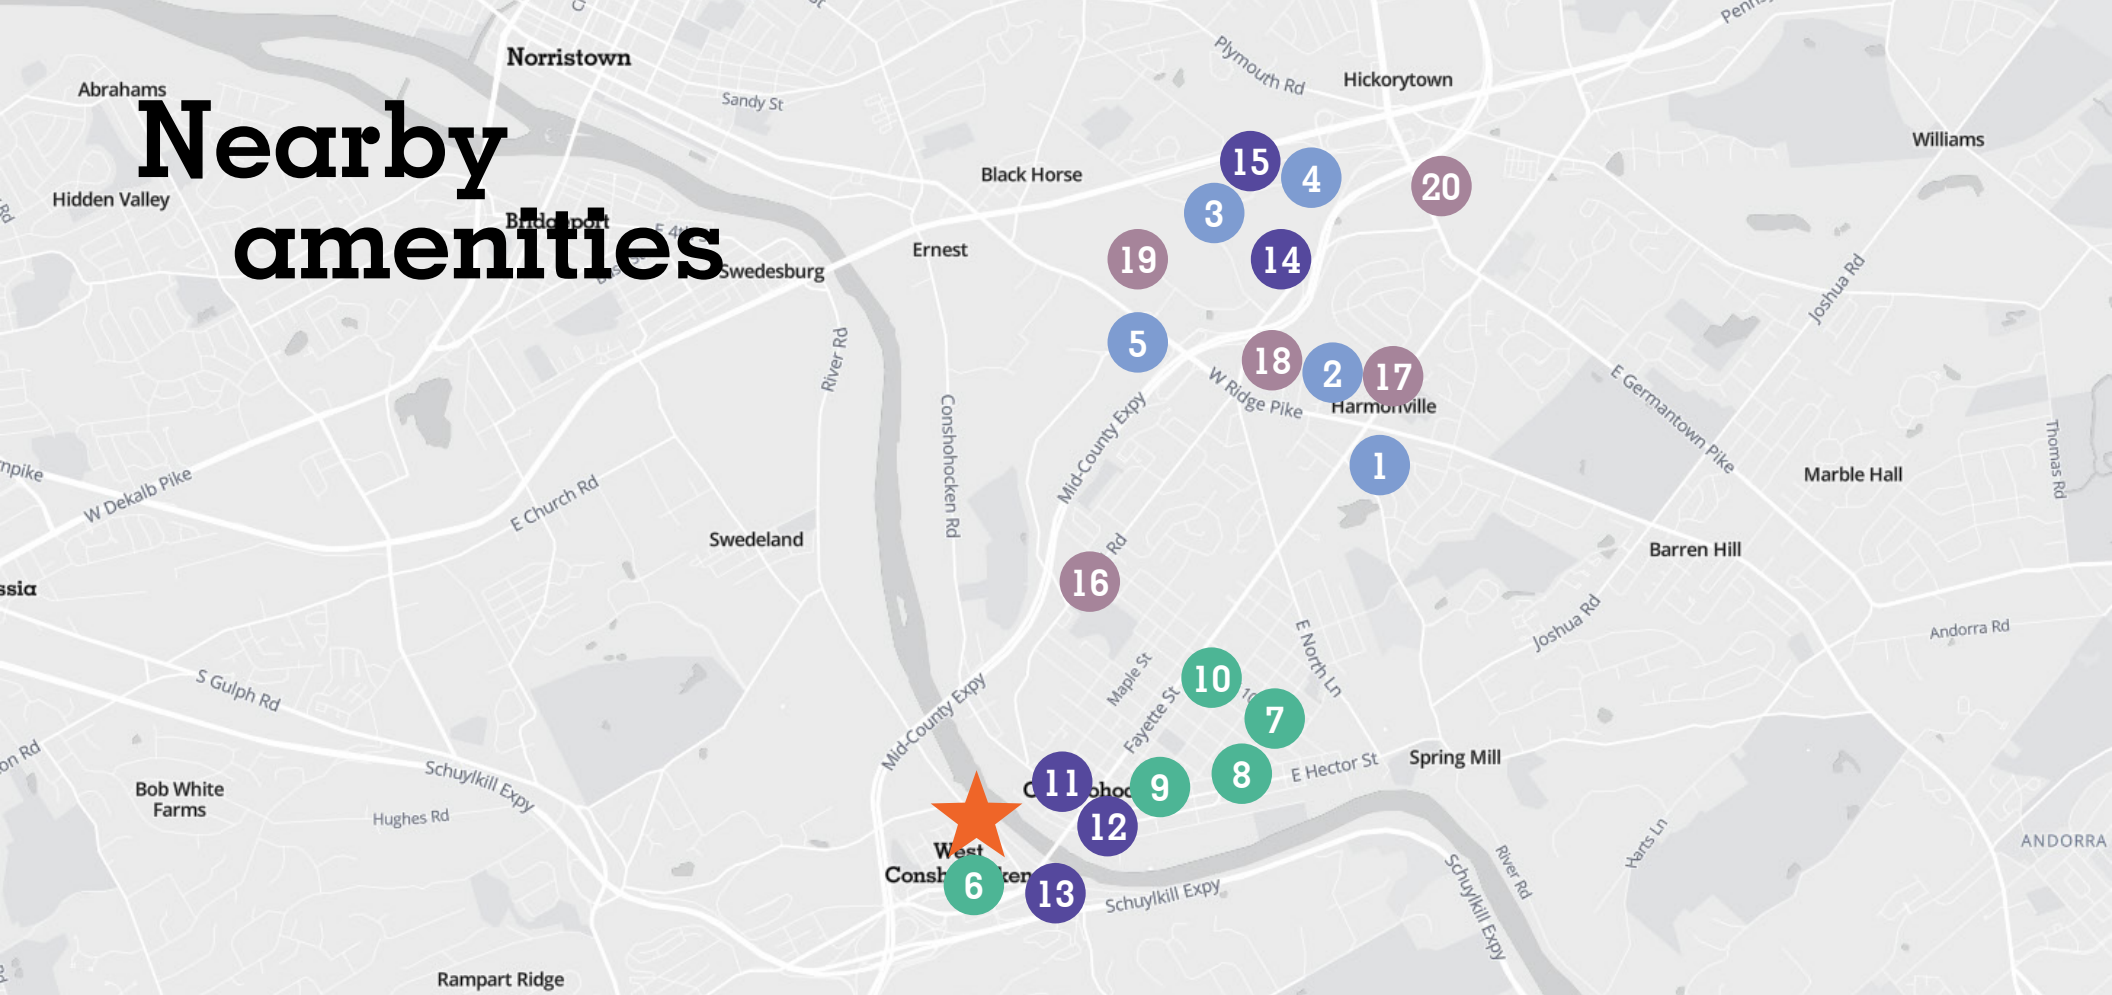 Norristown
Plymouth Rd
Hickorytown
Abrahams
Sandy St
Nearby
amenities
Williams
Black Horse
Hidden Valley
Ernest
Swedesburg
15
4
20
3
19
14
5
18
2
17
River Rd
Joshua Rd
W Ridge Pike
Harmonville
Mid-County Expy
Conshohocken Rd
E Germantown Pike
Thomas Rd
1
W Dekalb Pike
E Church Rd
Marble Hall
Swedeland
Rd
Barren Hill
16
Joshua Rd
Andorra Rd
E North Ln
Maple St
Fayette St
10
7
S Gulph Rd
Mid-County Expy
Spring Mill
E Hector St
11
9
8
12
Schuylkill Expy
Bob White
Farms
Hughes Rd
West
6
13
Schuylkill Expy
Schuylkill Expy
River Rd
Harts Ln
ANDORRA
Rampart Ridge